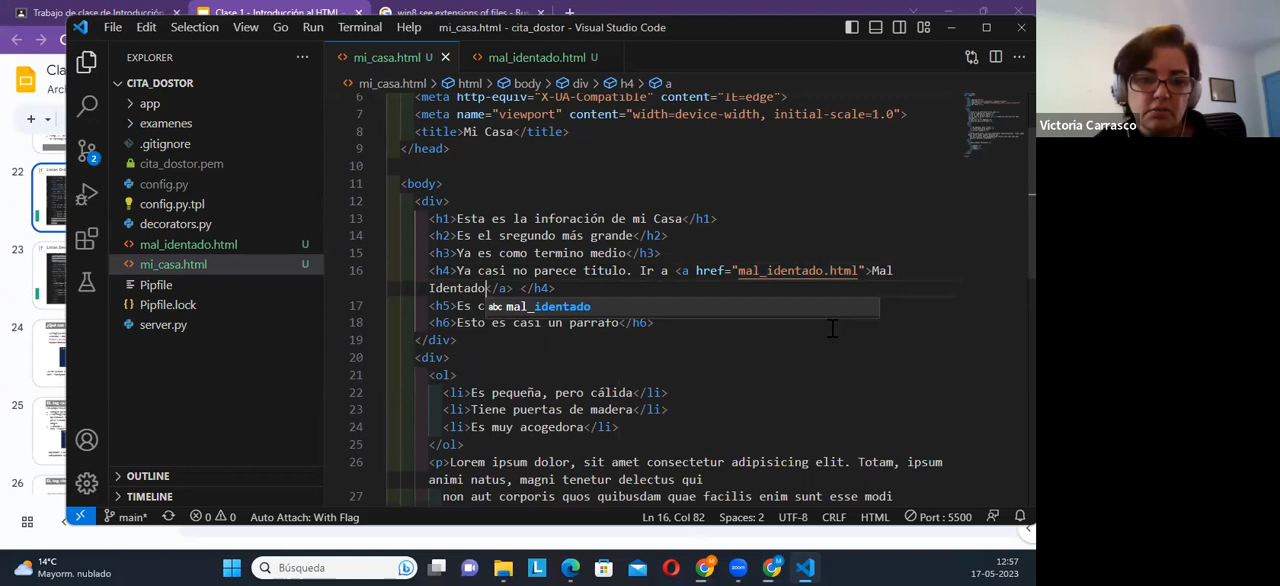 Trabajo de clase de Introducción
Clase 1 - Introducción al HTML -
win8 see extensions of files - Bu
File Edit Selection View Go Run Terminal Help
mi_casa.html - cita_dostor - Visual Studio Code
EXPLORER
mi_casa.html U
mal_identado.html U
CITA_DOSTOR
mi_casa.html > html > body > div > h4 > a
app
examenes
.gitignore
cita_dostor.pem
config.py
config.py.tpl
decorators.py
mal_identado.html U
mi_casa.html U
Pipfile
Pipfile.lock
server.py
OUTLINE
TIMELINE
6 <meta http-equiv="X-UA-Compatible" content="IE=edge">
7 <meta name="viewport" content="width=device-width, initial-scale=1.0">
8 <title>Mi Casa</title>
9 </head>
10
11 <body>
12 <div>
13 <h1>Esta es la inforación de mi Casa</h1>
14 <h2>Es el sregundo más grande</h2>
15 <h3>Ya es como termino medio</h3>
16 <h4>Ya casi no parece titulo. Ir a <a href="mal_identado.html">Mal
Identado</a> </h4>
17 <h5>Es c
abc mal_identado
18 <h6>Esto es casi un parrafo</h6>
19 </div>
20 <div>
21 <ol>
22 <li>Es pequeña, pero cálida</li>
23 <li>Tiene puertas de madera</li>
24 <li>Es muy acogedora</li>
25 </ol>
26 <p>Lorem ipsum dolor, sit amet consectetur adipisicing elit. Totam, ipsum
animi natus, magni tenetur delectus qui
27 non aut corporis quos quibusdam quae facilis enim sunt esse modi
Cla
Archi
22
23
24
25
26
2
main* 0 0 Auto Attach: With Flag
Ln 16, Col 82 Spaces: 2 UTF-8 CRLF HTML Port : 5500
14°C
Mayorm. nublado
Búsqueda
12:57
17-05-2023
Victoria Carrasco